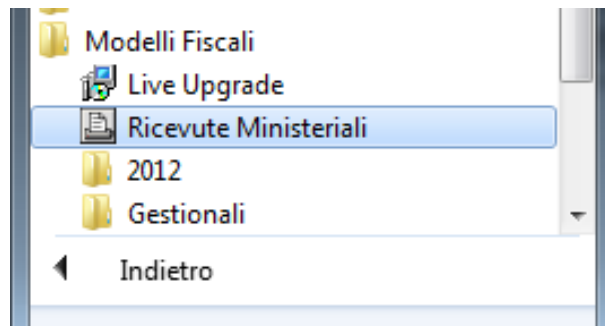 Modelli Fiscali
Live Upgrade
Ricevute Ministeriali
2012
Gestionali
Indietro